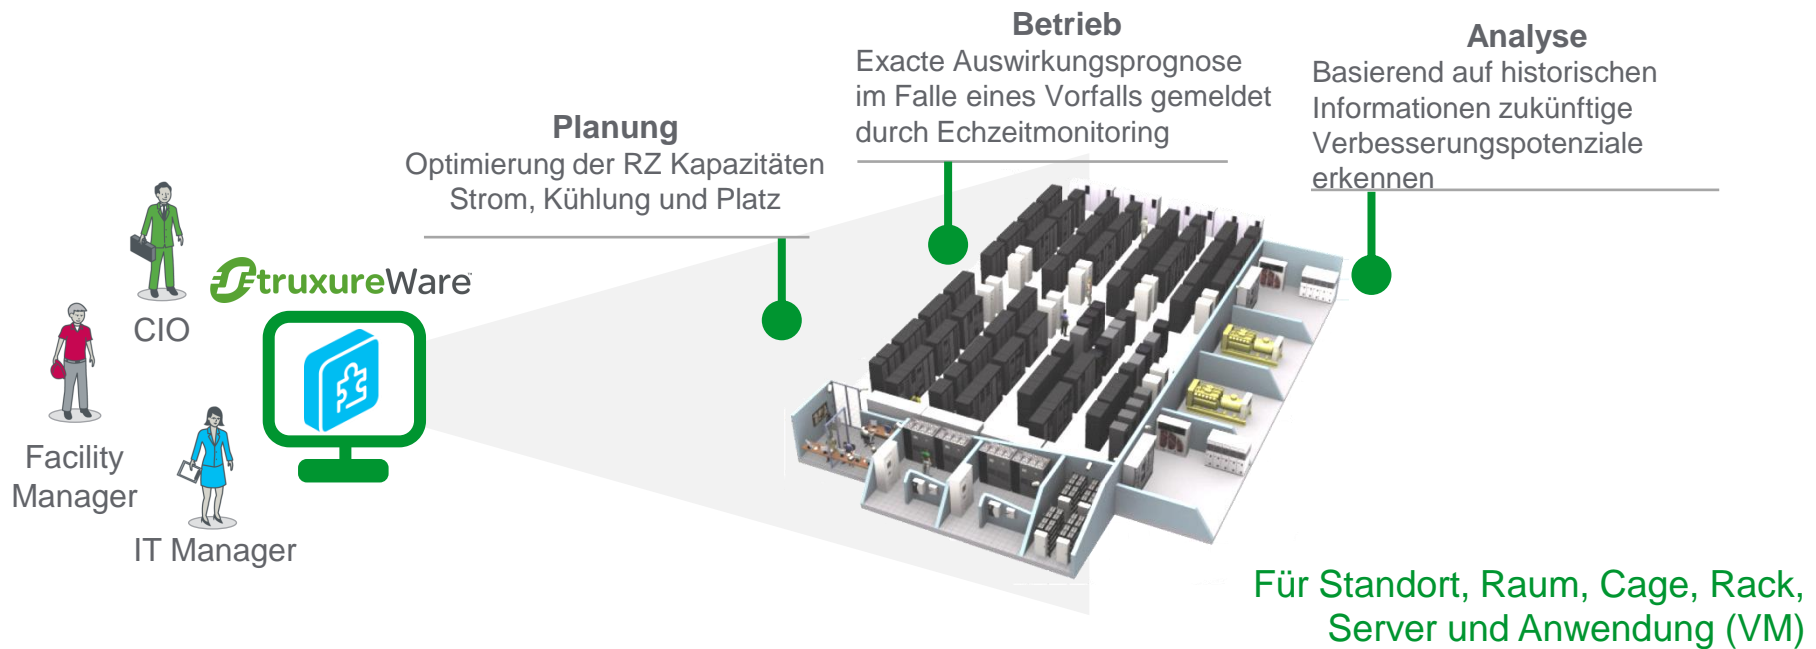 Betrieb
Exacte Auswirkungsprognose
im Falle eines Vorfalls gemeldet
durch Echzeitmonitoring
Analyse
Basierend auf historischen
Informationen zukünftige
Verbesserungspotenziale
erkennen
Planung
Optimierung der RZ Kapazitäten
Strom, Kühlung und Platz
StruxureWare
CIO
Facility
Manager
IT Manager
Für Standort, Raum, Cage, Rack,
Server und Anwendung (VM)